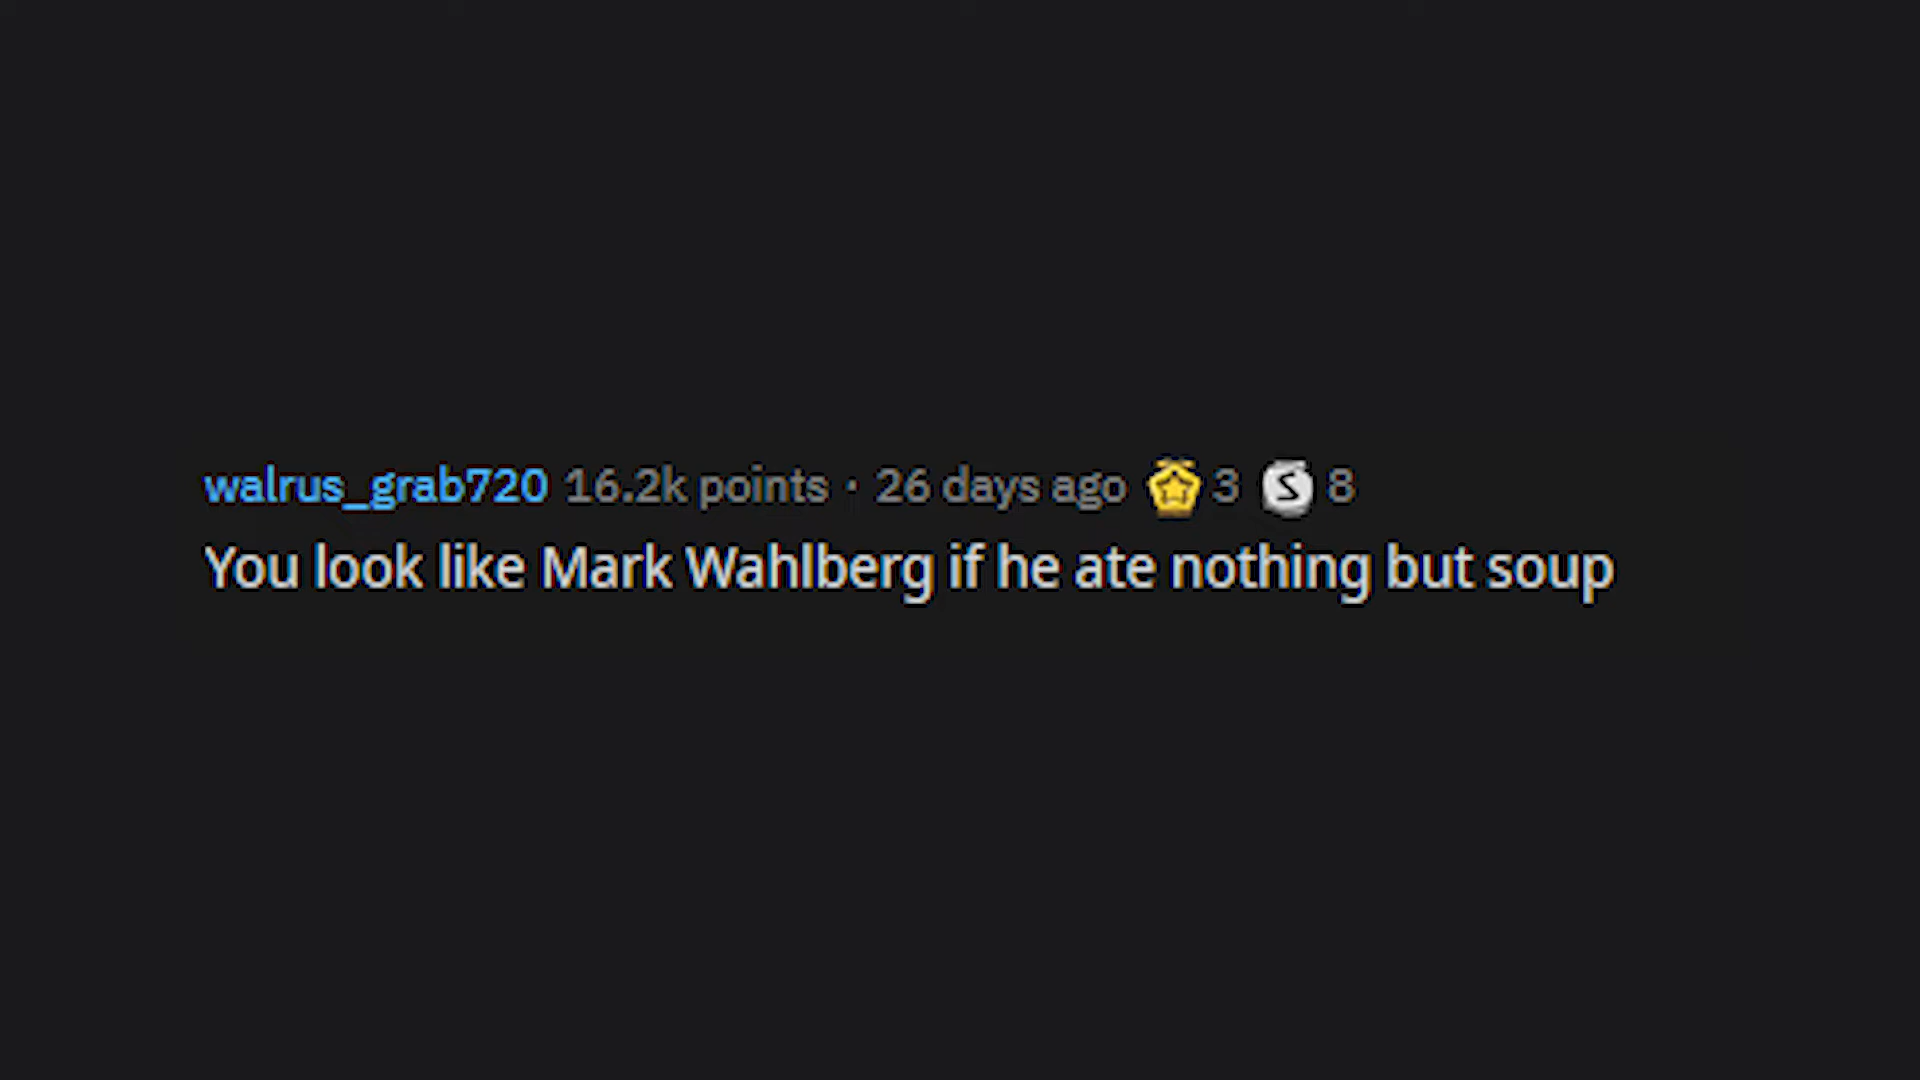 walrus_grab720 16.2k points · 26 days ago 3 S 8
You look like Mark Wahlberg if he ate nothing but soup